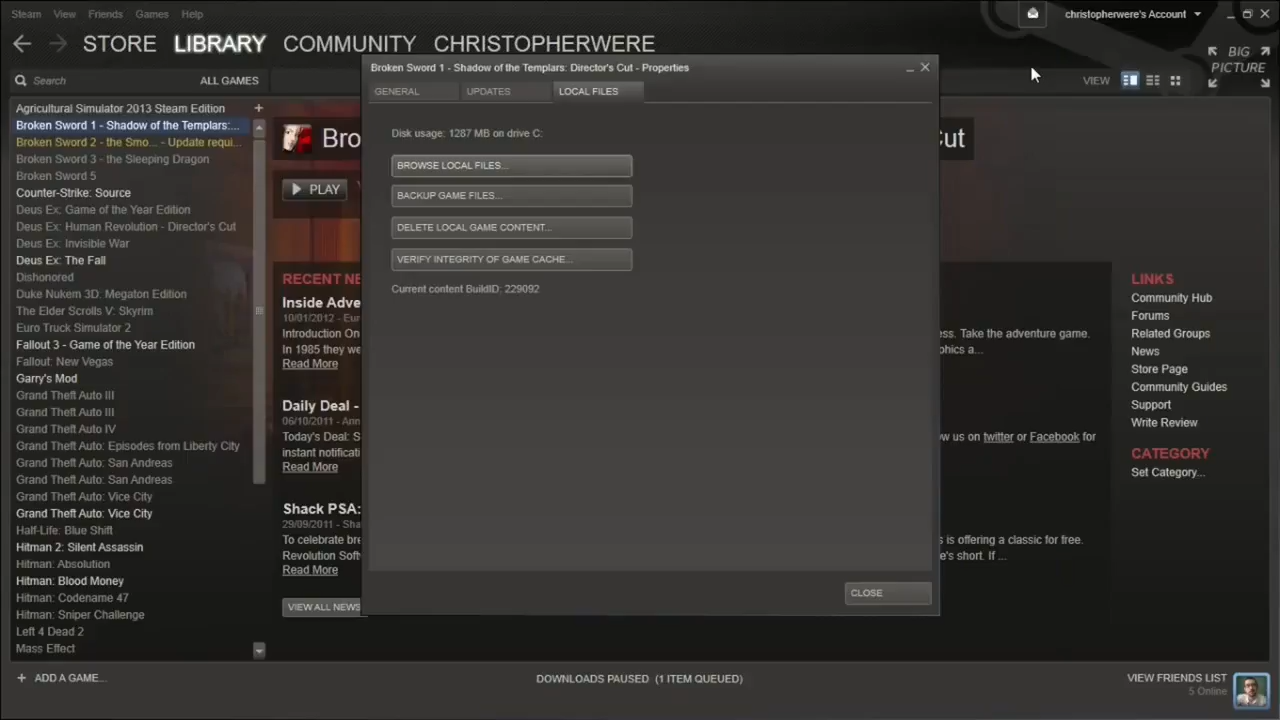 Steam View Friends Games Help
christopherwere's Account
STORE LIBRARY COMMUNITY CHRISTOPHERWERE
BIG PICTURE
Search ALL GAMES
VIEW
Agricultural Simulator 2013 Steam Edition
Broken Sword 1 - Shadow of the Templars:...
Broken Sword 2 - the Smo... - Update requi...
Broken Sword 3 - the Sleeping Dragon
Broken Sword 5
Counter-Strike: Source
Deus Ex: Game of the Year Edition
Deus Ex: Human Revolution - Director's Cut
Deus Ex: Invisible War
Deus Ex: The Fall
Dishonored
Duke Nukem 3D: Megaton Edition
The Elder Scrolls V: Skyrim
Euro Truck Simulator 2
Fallout 3 - Game of the Year Edition
Fallout: New Vegas
Garry's Mod
Grand Theft Auto III
Grand Theft Auto III
Grand Theft Auto IV
Grand Theft Auto: Episodes from Liberty City
Grand Theft Auto: San Andreas
Grand Theft Auto: San Andreas
Grand Theft Auto: Vice City
Grand Theft Auto: Vice City
Half-Life: Blue Shift
Hitman 2: Silent Assassin
Hitman: Absolution
Hitman: Blood Money
Hitman: Codename 47
Hitman: Sniper Challenge
Left 4 Dead 2
Mass Effect
+ ADD A GAME...
Bro
Cut
PLAY
RECENT NE
Inside Adve
10/01/2012 - Eur
Introduction On
In 1985 they we
Read More
Daily Deal -
06/10/2011 - Ann
Today's Deal: S
instant notificati
Read More
Shack PSA:
29/09/2011 - Sha
To celebrate bre
Revolution Soft
Read More
VIEW ALL NEWS
Broken Sword 1 - Shadow of the Templars: Director's Cut - Properties
GENERAL UPDATES LOCAL FILES
Disk usage: 1287 MB on drive C:
BROWSE LOCAL FILES...
BACKUP GAME FILES...
DELETE LOCAL GAME CONTENT...
VERIFY INTEGRITY OF GAME CACHE...
Current content BuildID: 229092
CLOSE
ess. Take the adventure game.
phics a...
ow us on twitter or Facebook for
s is offering a classic for free.
e's short. If ...
LINKS
Community Hub
Forums
Related Groups
News
Store Page
Community Guides
Support
Write Review
CATEGORY
Set Category...
DOWNLOADS PAUSED (1 ITEM QUEUED)
VIEW FRIENDS LIST
5 Online